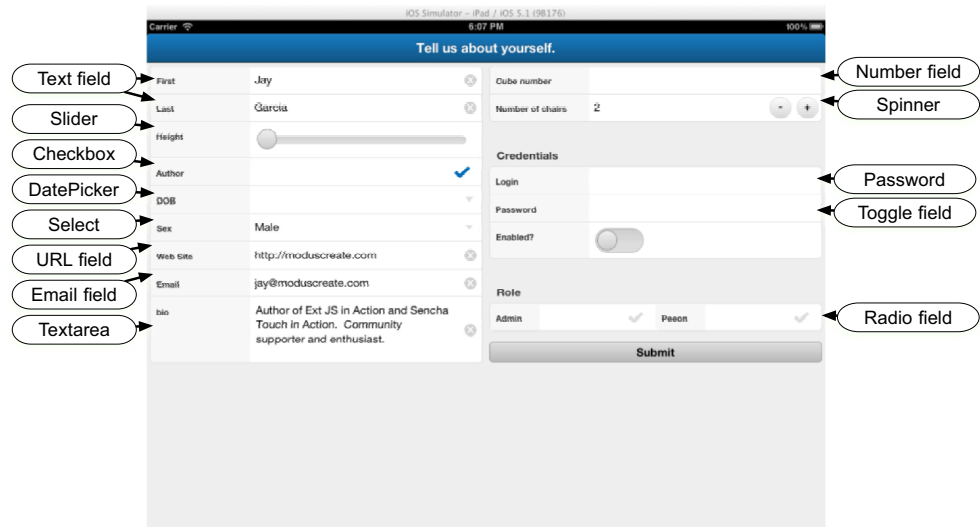 iOS Simulator - iPad / iOS 5.1 (9B176)
Carrier 6:07 PM 100%
Tell us about yourself.
Text field
Slider
Checkbox
DatePicker
Select
URL field
Email field
Textarea
First Jay
Last Garcia
Height
Author
DOB
Sex Male
Web Site http://moduscreate.com
Email jay@moduscreate.com
bio Author of Ext JS in Action and Sencha
Touch in Action. Community
supporter and enthusiast.
Cube number
Number of chairs 2 - +
Credentials
Login
Password
Enabled?
Role
Admin Peeon
Submit
Number field
Spinner
Password
Toggle field
Radio field